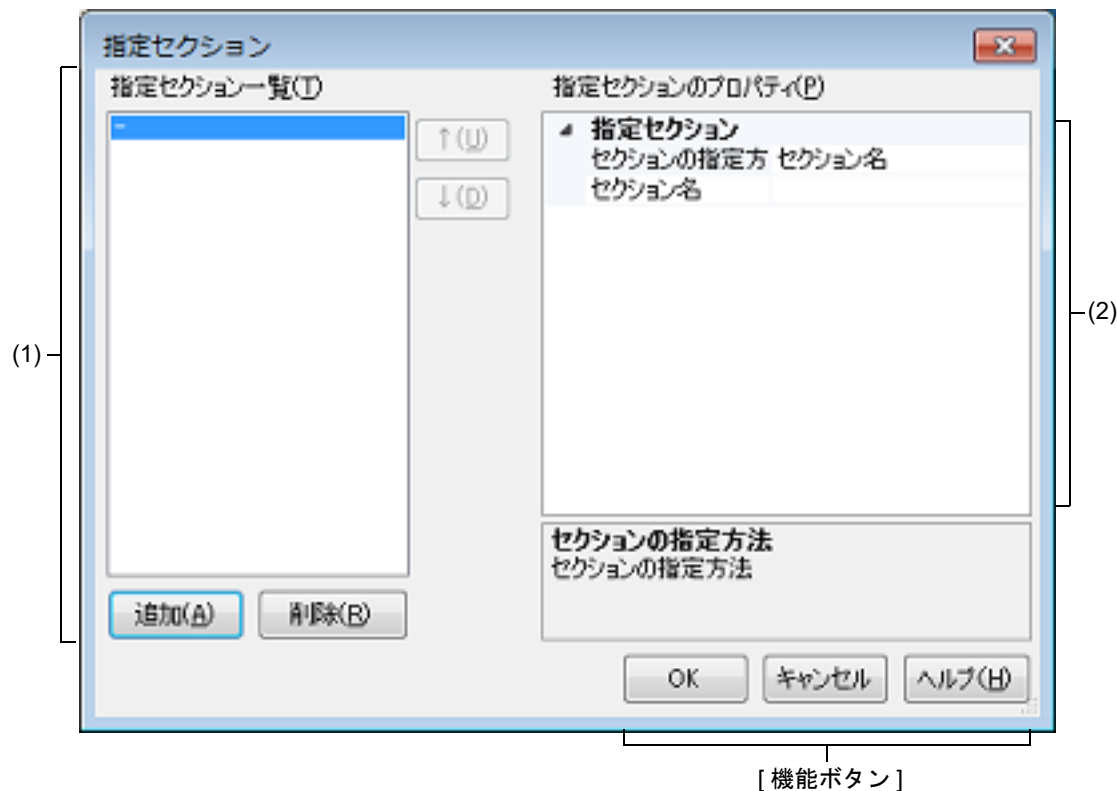 指定セクション
指定セクション一覧(T)
-
↑(U)
↓(D)
追加(A)
削除(R)
指定セクションのプロパティ(P)
指定セクション
セクションの指定方 セクション名
セクション名
セクションの指定方法
セクションの指定方法
OK
キャンセル
ヘルプ(H)
(1)
(2)
[ 機能ボタン ]